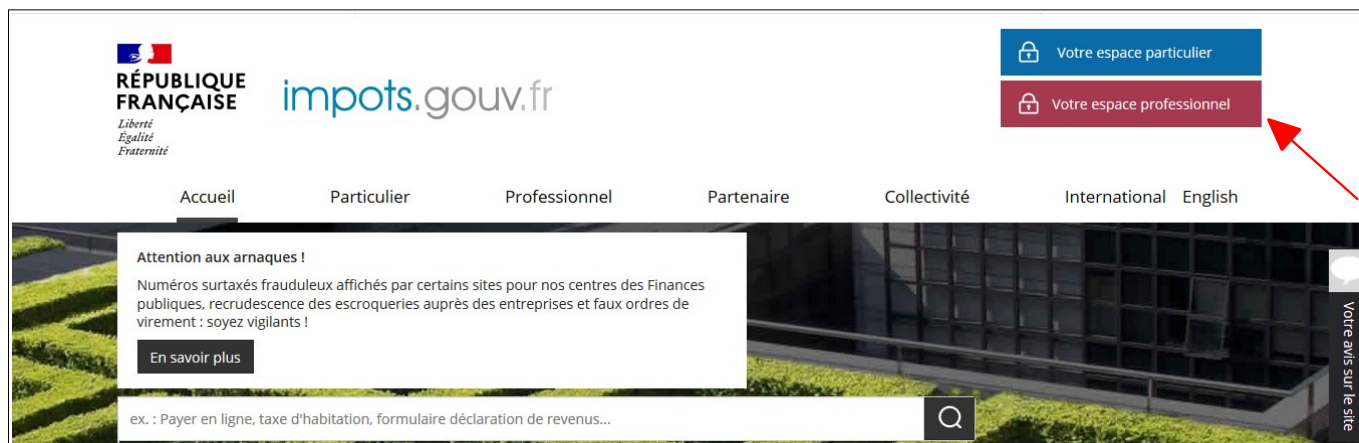 RÉPUBLIQUE
FRANÇAISE
Liberté
Égalité
Fraternité
impots.gouv.fr
Votre espace particulier
Votre espace professionnel
Accueil Particulier Professionnel Partenaire Collectivité International English
Attention aux arnaques !
Numéros surtaxés frauduleux affichés par certains sites pour nos centres des Finances
publiques, recrudescence des escroqueries auprès des entreprises et faux ordres de
virement : soyez vigilants !
En savoir plus
ex. : Payer en ligne, taxe d'habitation, formulaire déclaration de revenus...
Votre avis sur le site